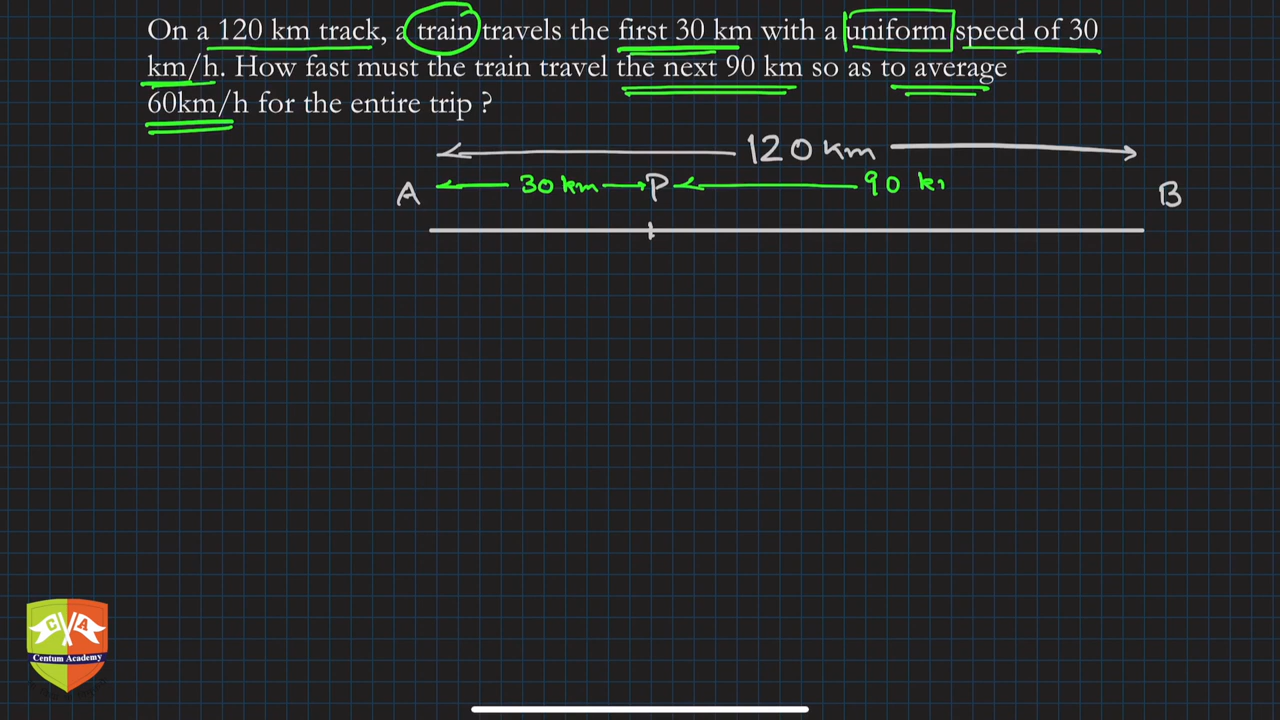 On a 120 km track, a train travels the first 30 km with a uniform speed of 30
km/h. How fast must the train travel the next 90 km so as to average
60km/h for the entire trip ?
120 km
A 30 km P 90 k B
C A
Centum Academy